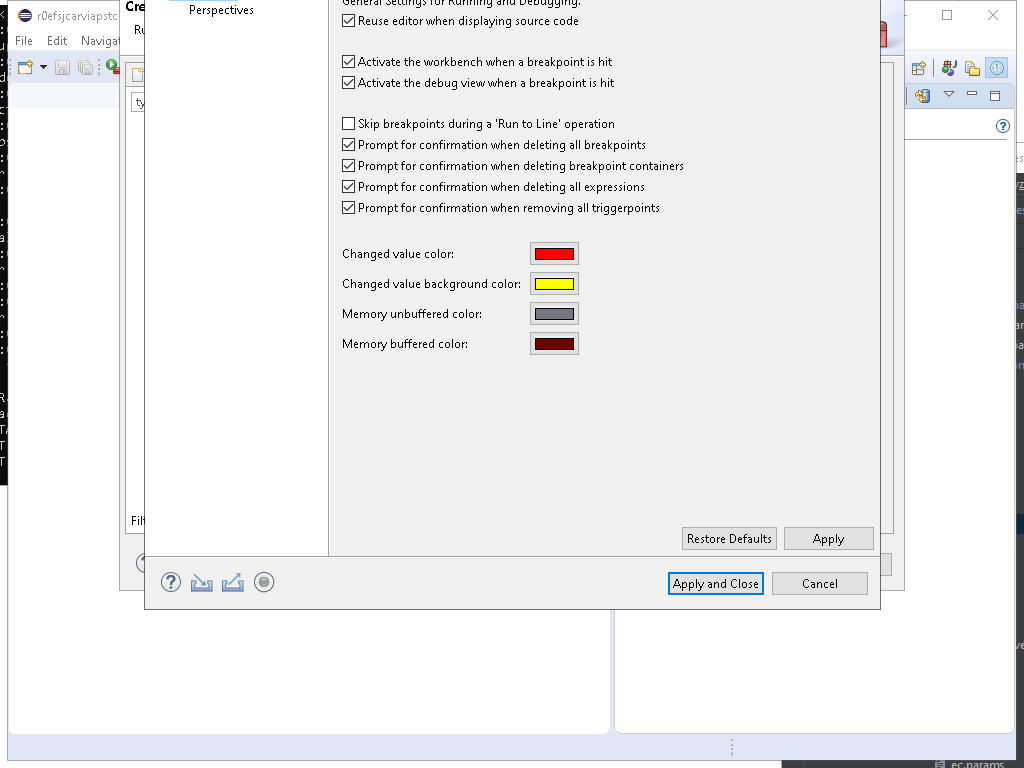 Perspectives
General Settings for Running and Debugging.
Reuse editor when displaying source code
r0efsjcarviapstc
File Edit Navigat
Cre
Ru
Activate the workbench when a breakpoint is hit
Activate the debug view when a breakpoint is hit
ty
Skip breakpoints during a 'Run to Line' operation
Prompt for confirmation when deleting all breakpoints
Prompt for confirmation when deleting breakpoint containers
Prompt for confirmation when deleting all expressions
Prompt for confirmation when removing all triggerpoints
Changed value color:
Changed value background color:
Memory unbuffered color:
Memory buffered color:
Filt
Restore Defaults Apply
Apply and Close Cancel
ec.params